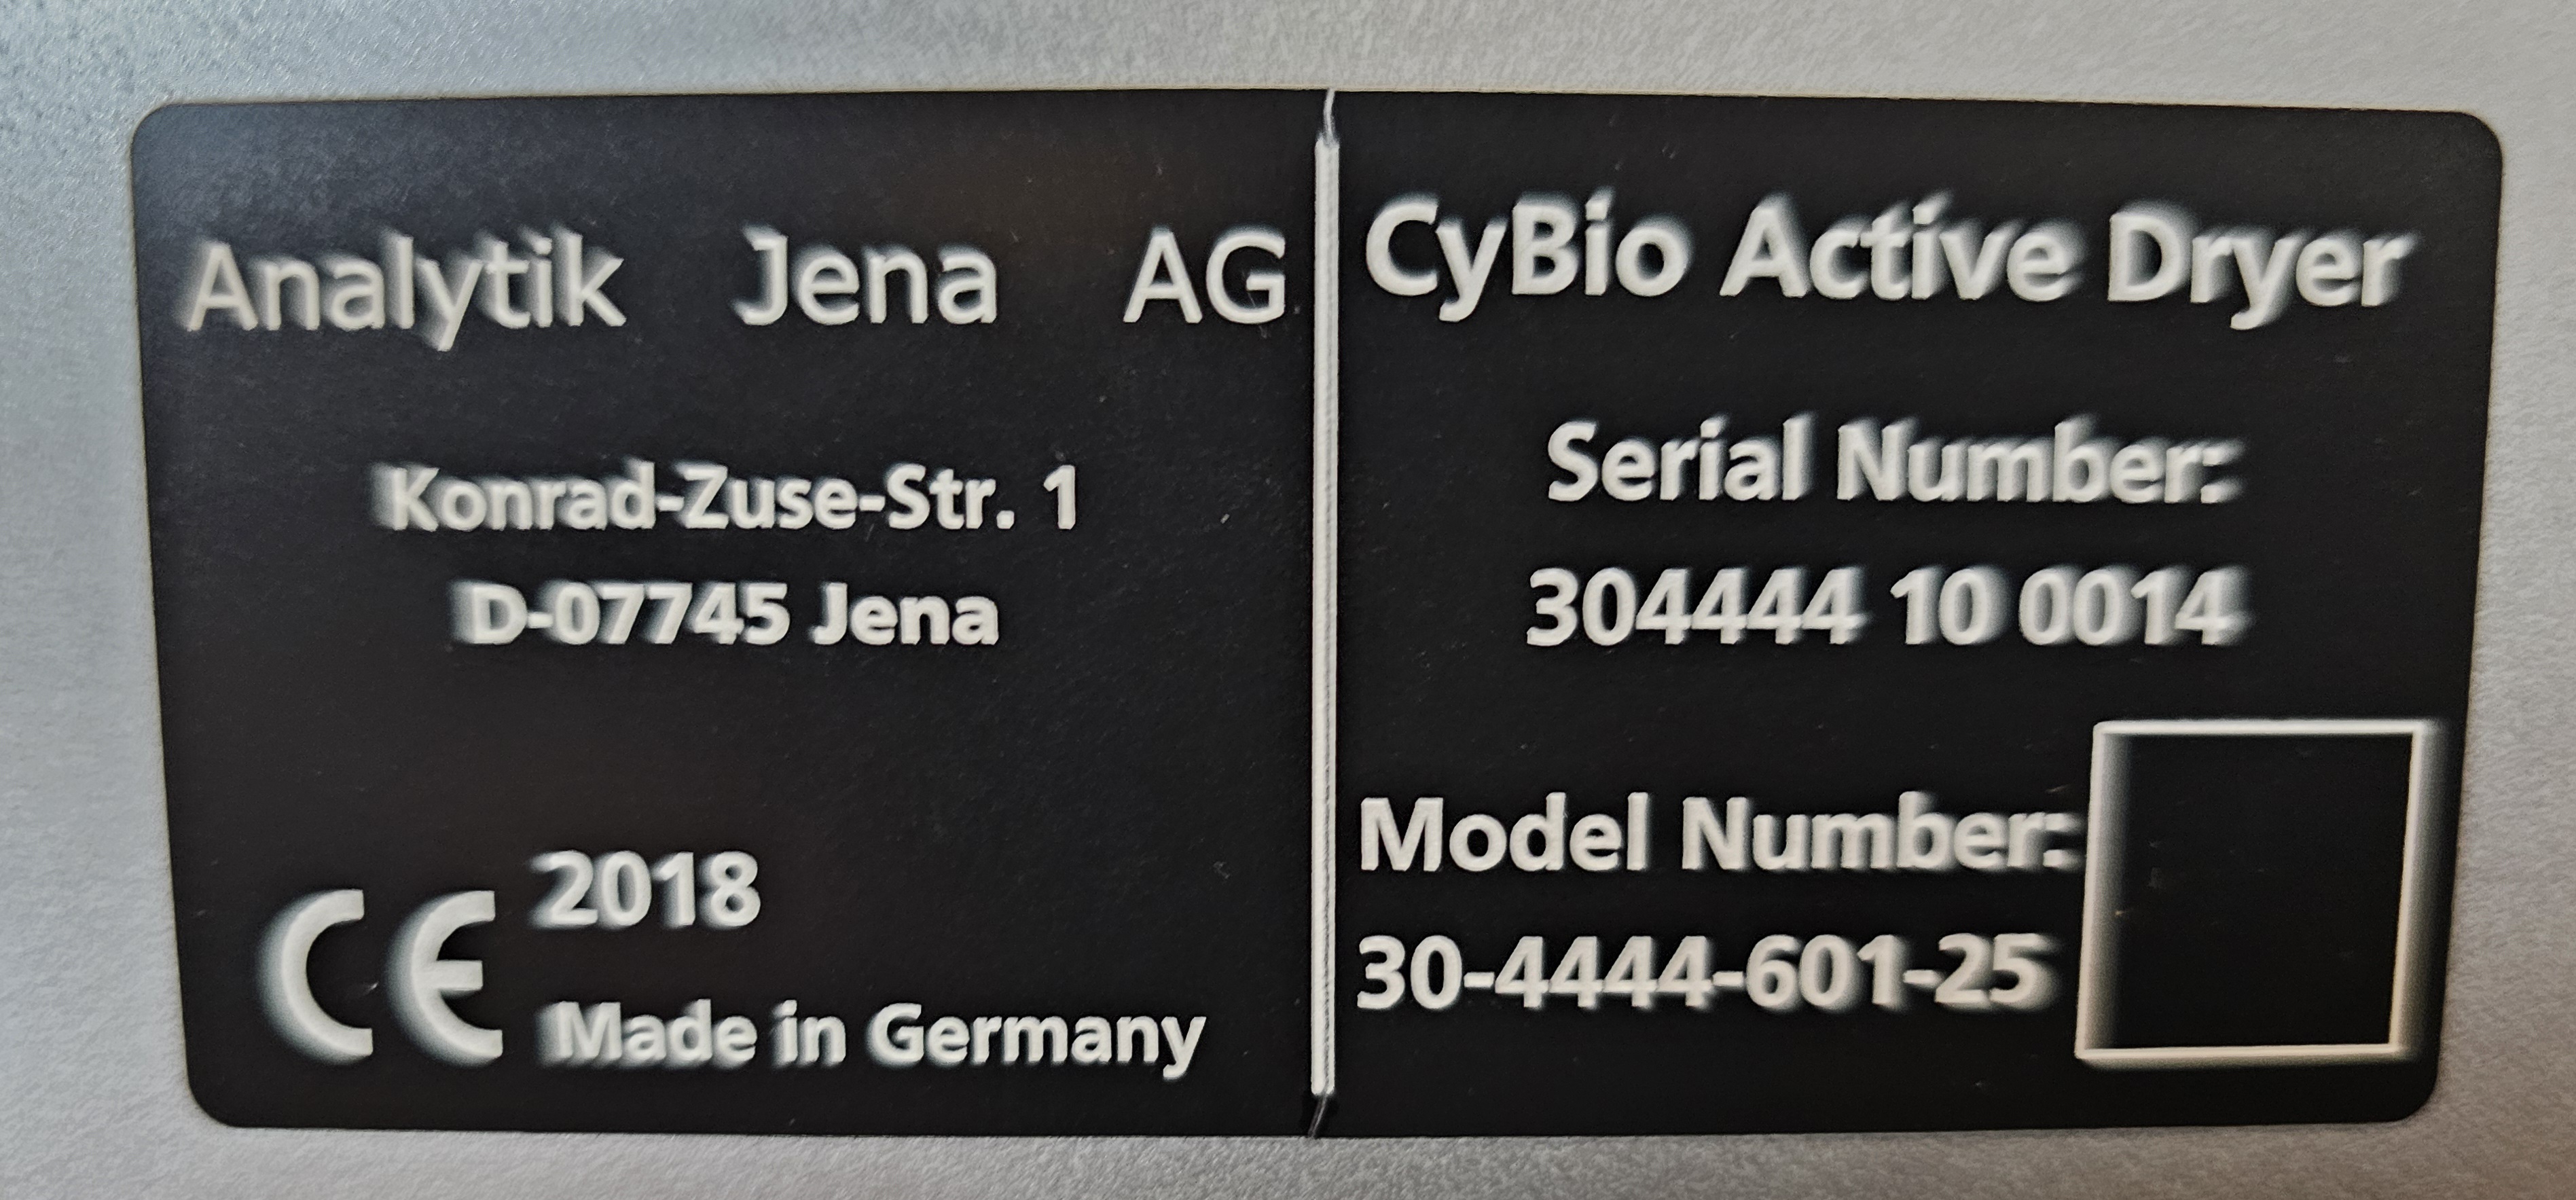 Analytik Jena AG
Konrad-Zuse-Str. 1
D-07745 Jena
CE 2018
Made in Germany
CyBio Active Dryer
Serial Number:
304444 10 0014
Model Number:
30-4444-601-25